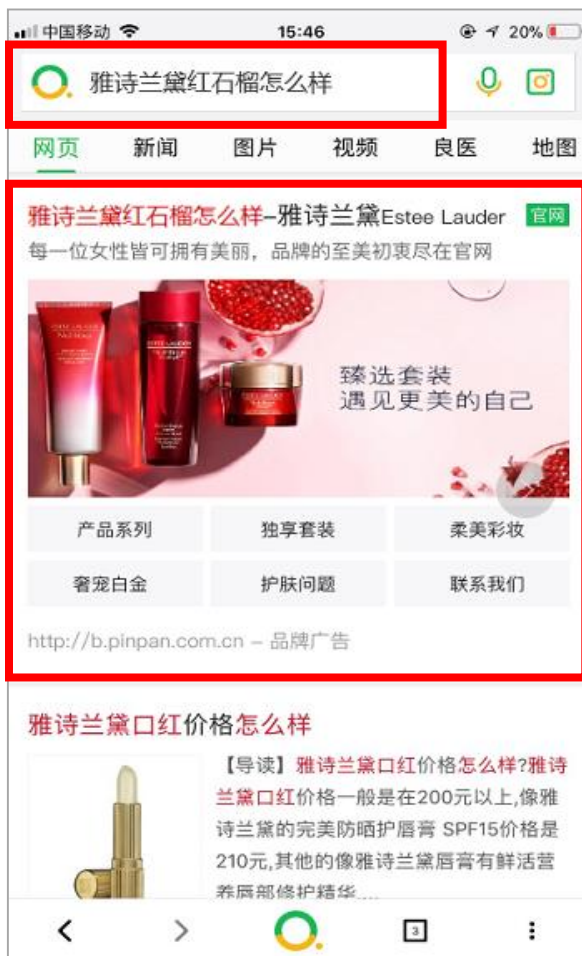 中国移动 15:46 20%
雅诗兰黛红石榴怎么样
网页 新闻 图片 视频 良医 地图
雅诗兰黛红石榴怎么样–雅诗兰黛Estee Lauder 官网
每一位女性皆可拥有美丽，品牌的至美初衷尽在官网
臻选套装
遇见更美的自己
产品系列 独享套装 柔美彩妆
奢宠白金 护肤问题 联系我们
http://b.pinpan.com.cn – 品牌广告
雅诗兰黛口红价格怎么样
【导读】雅诗兰黛口红价格怎么样?雅诗
兰黛口红价格一般是在200元以上,像雅
诗兰黛的完美防晒护唇膏 SPF15价格是
210元,其他的像雅诗兰黛唇膏有鲜活营
养唇部修护精华....
3